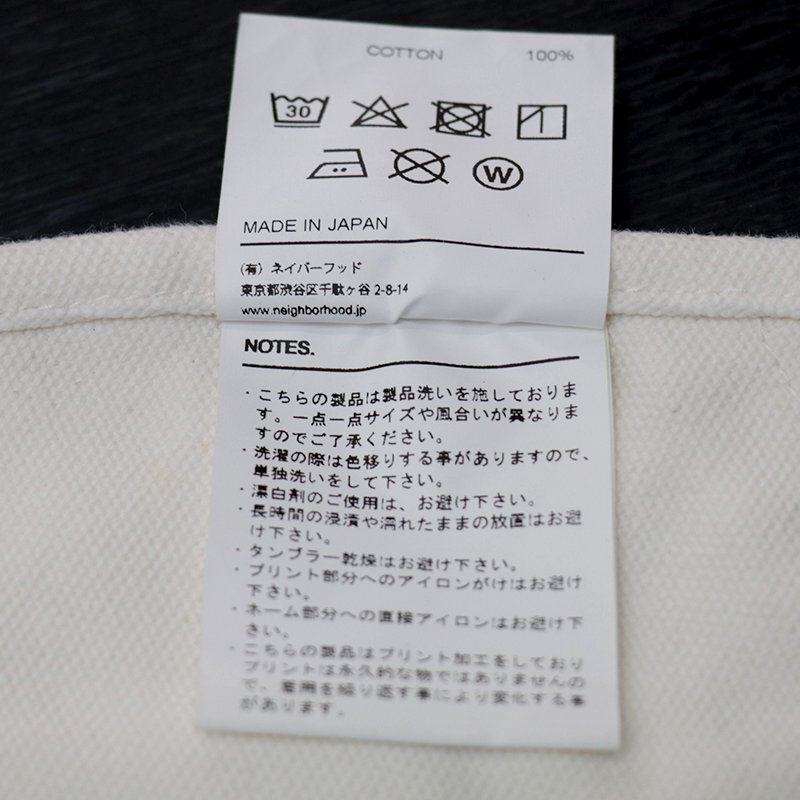 COTTON 100%
30
W
MADE IN JAPAN
(有) ネイバーフッド
東京都渋谷区千駄ヶ谷 2-8-14
www.neighborhood.jp
NOTES.
・こちらの製品は製品洗いを施しておりま
す。一点一点サイズや風合いが異なりま
すのでご了承ください。
・洗濯の際は色移りする事がありますので、
単独洗いをして下さい。
・漂白剤のご使用は、お避け下さい。
・長時間の浸漬や濡れたままの放置はお避
け下さい。
・タンブラー乾燥はお避け下さい。
・プリント部分へのアイロンがけはお避け
下さい。
・ネーム部分への直接アイロンはお避け下
さい。
・こちらの製品はプリント加工をしており
プリントは永久的な物ではありませんの
で、着用を繰り返す事により変化する事
があります。